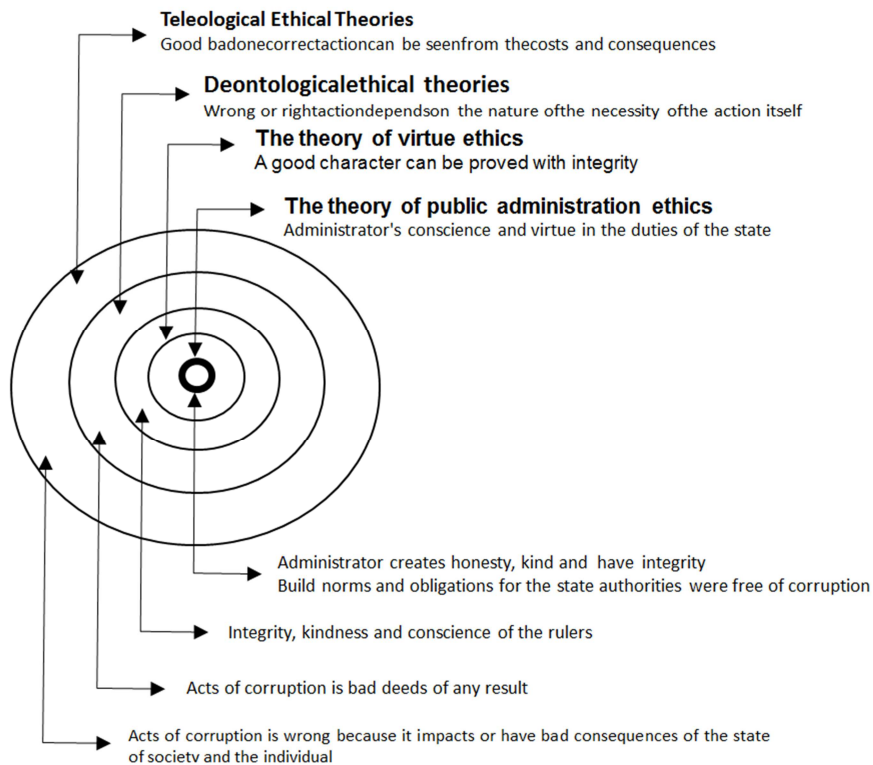 Teleological Ethical Theories
Good badonecorrectactioncan be seenfrom thecosts and consequences
Deontologicalethical theories
Wrong or rightactiondependson the nature ofthe necessity ofthe action itself
The theory of virtue ethics
A good character can be proved with integrity
The theory of public administration ethics
Administrator's conscience and virtue in the duties of the state
Administrator creates honesty, kind and have integrity
Build norms and obligations for the state authorities were free of corruption
Integrity, kindness and conscience of the rulers
Acts of corruption is bad deeds of any result
Acts of corruption is wrong because it impacts or have bad consequences of the state
of society and the individual